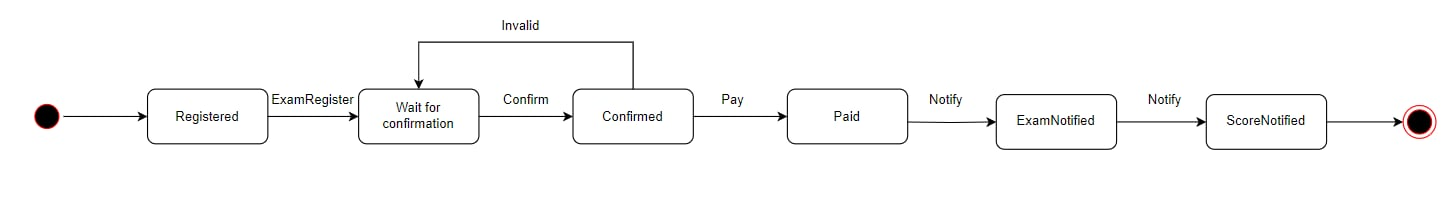 Invalid
Registered
ExamRegister
Wait for
confirmation
Confirm
Confirmed
Pay
Paid
Notify
ExamNotified
Notify
ScoreNotified